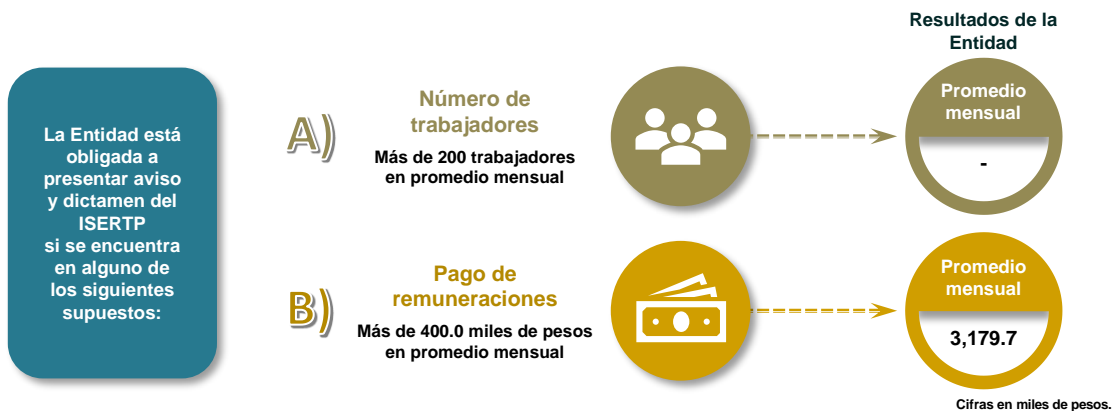 La Entidad está
obligada a
presentar aviso
y dictamen del
ISERTP
si se encuentra
en alguno de
los siguientes
supuestos:
A)
Número de
trabajadores
Más de 200 trabajadores
en promedio mensual
Resultados de la
Entidad
Promedio
mensual
-
B)
Pago de
remuneraciones
Más de 400.0 miles de pesos
en promedio mensual
Promedio
mensual
3,179.7
Cifras en miles de pesos.